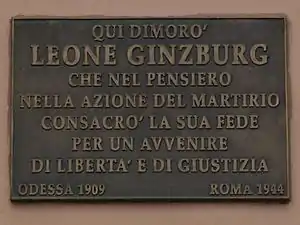 QUI DIMORO'
LEONE GINZBURG
CHE NEL PENSIERO
NELLA AZIONE DEL MARTIRIO
CONSACRO' LA SUA FEDE
PER UN AVVENIRE
DI LIBERTA' E DI GIUSTIZIA
ODESSA 1909 ROMA 1944